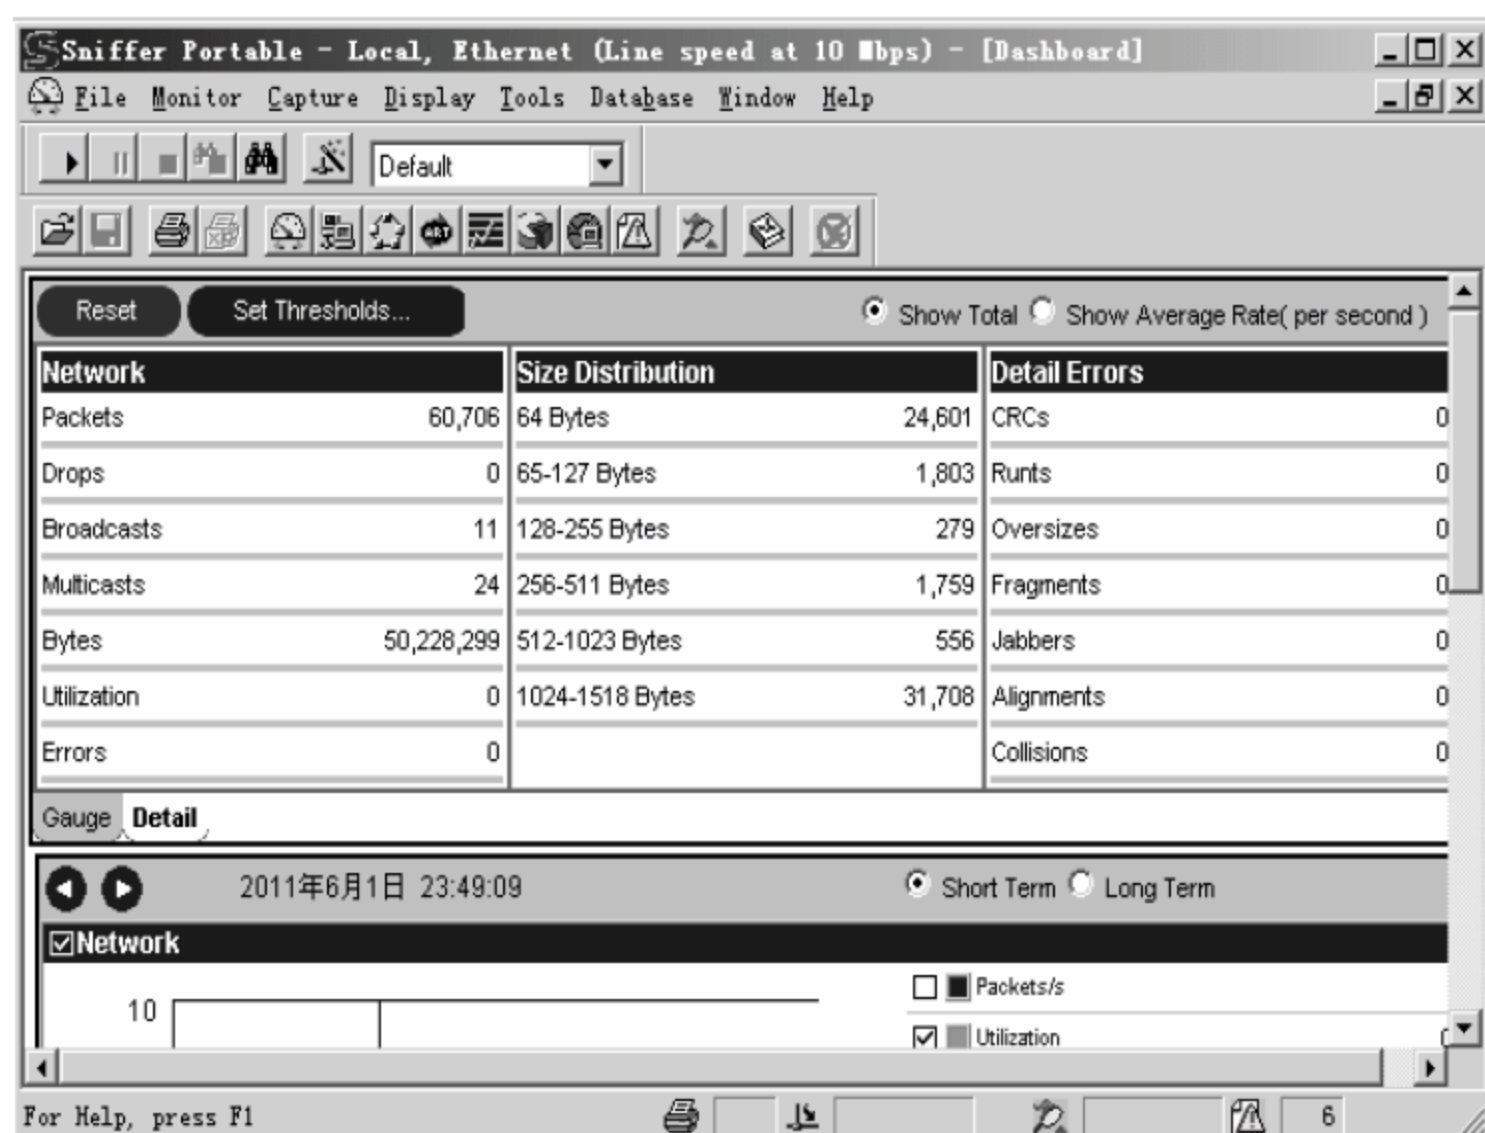 Sniffer Portable - Local, Ethernet (Line speed at 10 Mbps) - [Dashboard]
File Monitor Capture Display Tools Database Window Help
Default
Reset Set Thresholds... Show Total Show Average Rate( per second )
Network Size Distribution Detail Errors
Packets 60,706 64 Bytes 24,601 CRCs 0
Drops 0 65-127 Bytes 1,803 Runts 0
Broadcasts 11 128-255 Bytes 279 Oversizes 0
Multicasts 24 256-511 Bytes 1,759 Fragments 0
Bytes 50,228,299 512-1023 Bytes 556 Jabbers 0
Utilization 0 1024-1518 Bytes 31,708 Alignments 0
Errors 0 Collisions 0
Gauge Detail
2011年6月1日 23:49:09 Short Term Long Term
Network
10 Packets/s
Utilization
For Help, press F1 6